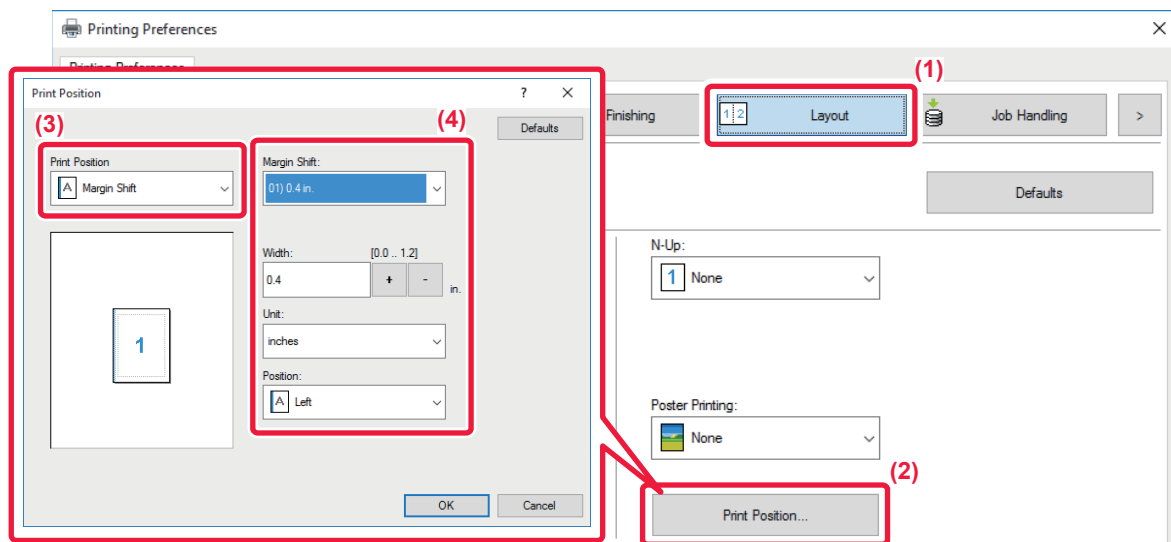 Printing Preferences
Printing Preferences
(1)
Print Position
?
Defaults
(3)
(4)
Finishing
1 2
Layout
Job Handling
>
Print Position
A Margin Shift
Margin Shift:
01) 0.4 in.
Defaults
Width:
[0.0 .. 1.2]
0.4
+
-
in.
N-Up:
1 None
Unit:
inches
1
Position:
A Left
Poster Printing:
None
(2)
OK
Cancel
Print Position...